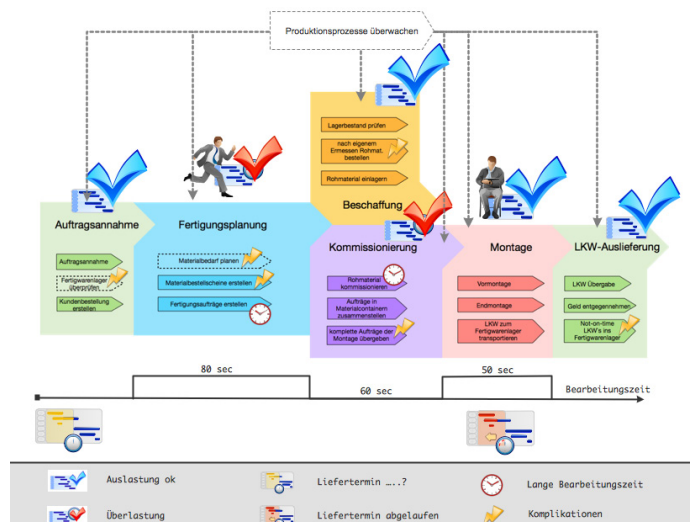 Produktionsprozesse überwachen
Lagerbestand prüfen
nach eigenem
Ermessen Rohmat.
bestellen
Rohmaterial einlagern
Beschaffung
Auftragsannahme
Auftragsannahme
Fertigwarenlager
überprüfen
Kundenbestellung
erstellen
Fertigungsplanung
Materialbedarf planen
Materialbestellscheine erstellen
Fertigungsaufträge erstellen
Kommissionierung
Rohmaterial
kommissionieren
Aufträge in
Materialcontainern
zusammenstellen
komplette Aufträge der
Montage übergeben
Montage
Vormontage
Endmontage
LKW zum
Fertigwarenlager
transportieren
LKW-Auslieferung
LKW Übergabe
Geld entgegennehmen
Not-on-time
LKW's ins
Fertigwarenlager
80 sec
60 sec
50 sec
Bearbeitungszeit
Auslastung ok
Liefertermin …..?
Lange Bearbeitungszeit
Überlastung
Liefertermin abgelaufen
Komplikationen